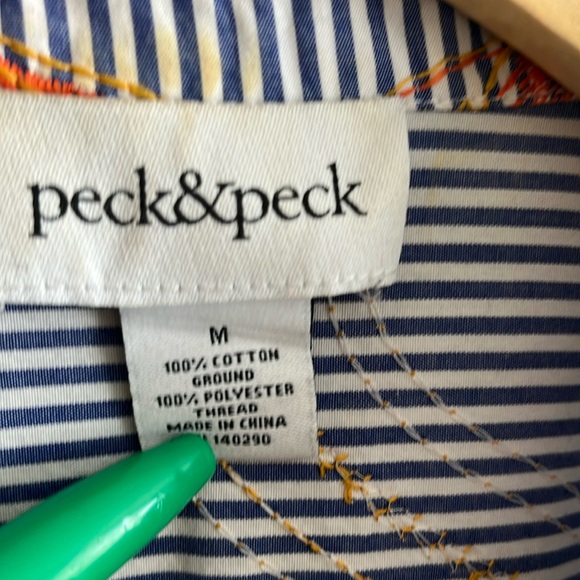 peck&peck
M
100% COTTON
GROUND
100% POLYESTER
THREAD
MADE IN CHINA
140290